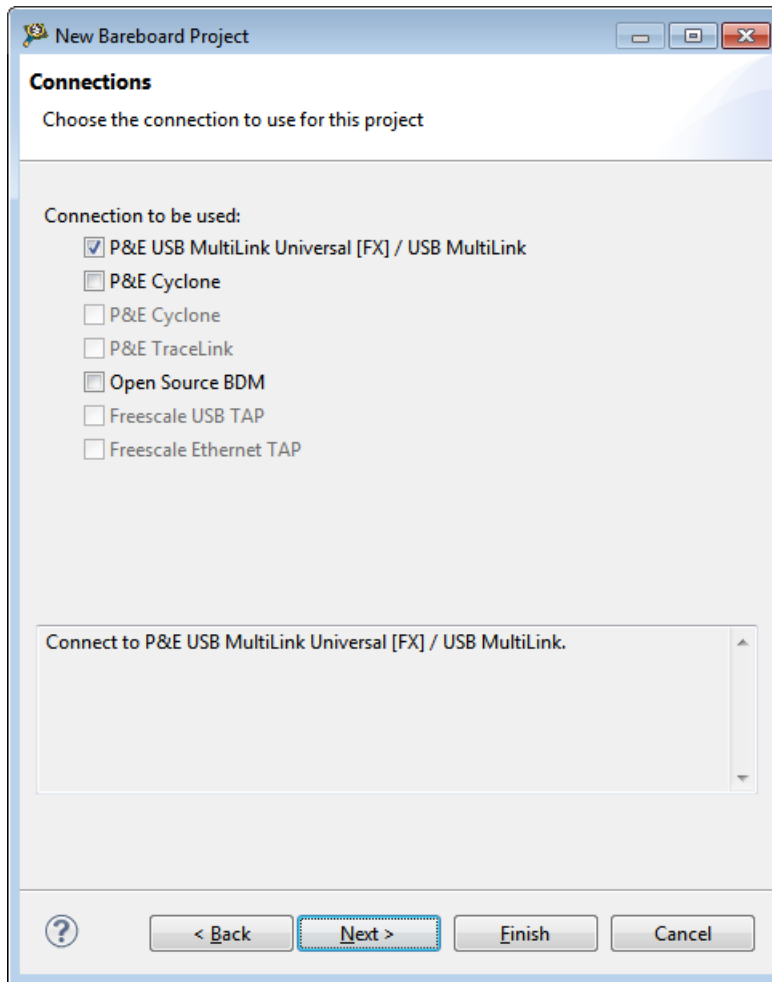 New Bareboard Project
Connections
Choose the connection to use for this project
Connection to be used:
P&E USB MultiLink Universal [FX] / USB MultiLink
P&E Cyclone
P&E Cyclone
P&E TraceLink
Open Source BDM
Freescale USB TAP
Freescale Ethernet TAP
Connect to P&E USB MultiLink Universal [FX] / USB MultiLink.
? < Back Next > Finish Cancel